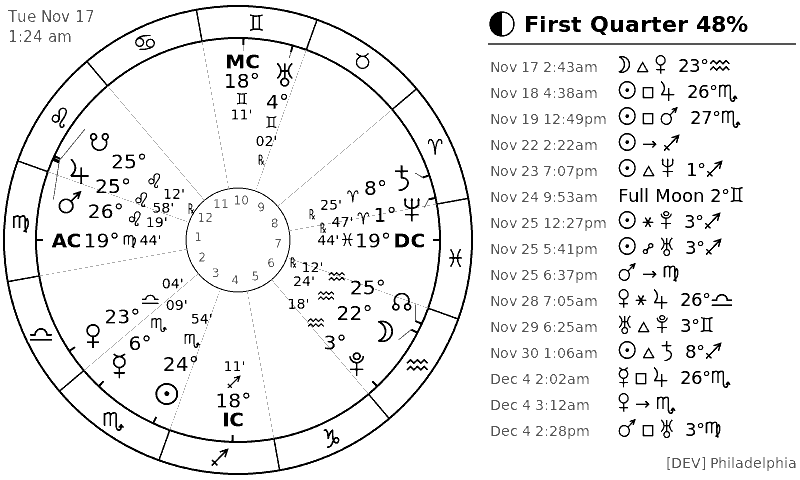 Tue Nov 17
1:24 am
MC
18°
♊
11'
♅
4°
♊
02'
℞
☋
25°
♌
12'
℞
♃
25°
♌
58'
♂
26°
♌
19'
AC 19° ♍ 44'
♄ 8° ♈ 25' ℞
♆ 1° ♈ 47' ℞
44' ♓ 19° DC
☊ 25° ♒ 12' ℞
☽ 22° ♒ 24'
♇ 3° ♒ 18'
♀ 23° ♎ 04'
☿ 6° ♏ 09'
☉ 24° ♏ 54'
11'
♐
18°
IC
♊ ♉ ♈ ♓ ♒ ♑ ♐ ♏ ♎ ♍ ♌ ♋
1 2 3 4 5 6 7 8 9 10 11 12
First Quarter 48%
Nov 17 2:43am ☽ △ ♀ 23°♒
Nov 18 4:38am ☉ □ ♃ 26°♏
Nov 19 12:49pm ☉ □ ♂ 27°♏
Nov 22 2:22am ☉ → ♐
Nov 23 7:07pm ☉ △ ♆ 1°♐
Nov 24 9:53am Full Moon 2°♊
Nov 25 12:27pm ☉ ⚹ ♇ 3°♐
Nov 25 5:41pm ☉ ☍ ♅ 3°♐
Nov 25 6:37pm ♂ → ♍
Nov 28 7:05am ♀ ⚹ ♃ 26°♎
Nov 29 6:25am ♅ △ ♇ 3°♊
Nov 30 1:06am ☉ △ ♄ 8°♐
Dec 4 2:02am ☿ □ ♃ 26°♏
Dec 4 3:12am ♀ → ♏
Dec 4 2:28pm ♂ □ ♅ 3°♍
[DEV] Philadelphia